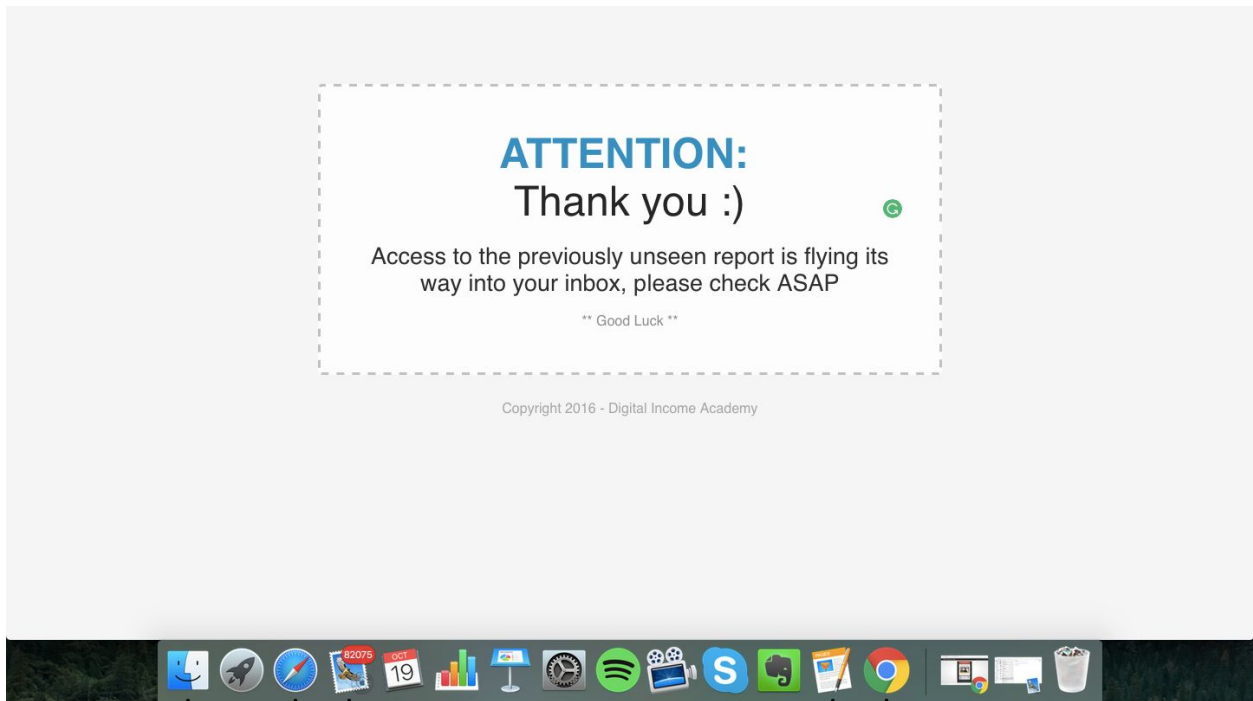 ATTENTION:
Thank you :)
Access to the previously unseen report is flying its
way into your inbox, please check ASAP
** Good Luck **
Copyright 2016 - Digital Income Academy
82075
OCT
19
PAGES